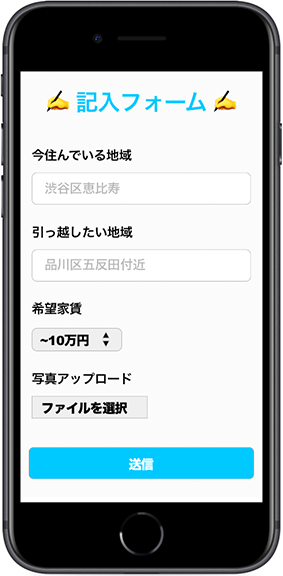 ✍️ 記入フォーム ✍️
今住んでいる地域
渋谷区恵比寿
引っ越したい地域
品川区五反田付近
希望家賃
~10万円
写真アップロード
ファイルを選択
送信